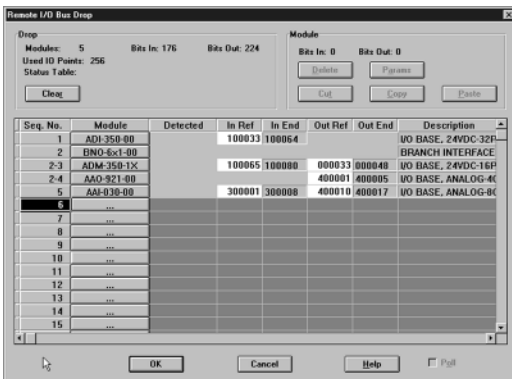 Remote I/O Bus Drop
Drop
Modules: 5 Bits In: 176 Bits Out: 224
Used IO Points: 256
Status Table:
Clear
Module
Bits In: 0 Bits Out: 0
Delete Params
Cut Copy Paste
Seq. No. Module Detected In Ref In End Out Ref Out End Description
1 ADI-350-00 100033 100064 I/O BASE, 24VDC-32P
2 BNO-6x1-00 BRANCH INTERFACE
2-3 ADM-350-1X 100065 100080 000033 000048 I/O BASE, 24VDC-16P
2-4 AAO-921-00 400001 400005 I/O BASE, ANALOG-4(
5 AAI-030-00 300001 300008 400010 400017 I/O BASE, ANALOG-8(
6 ...
7 ...
8 ...
9 ...
10 ...
11 ...
12 ...
13 ...
14 ...
15 ...
OK Cancel Help Poll